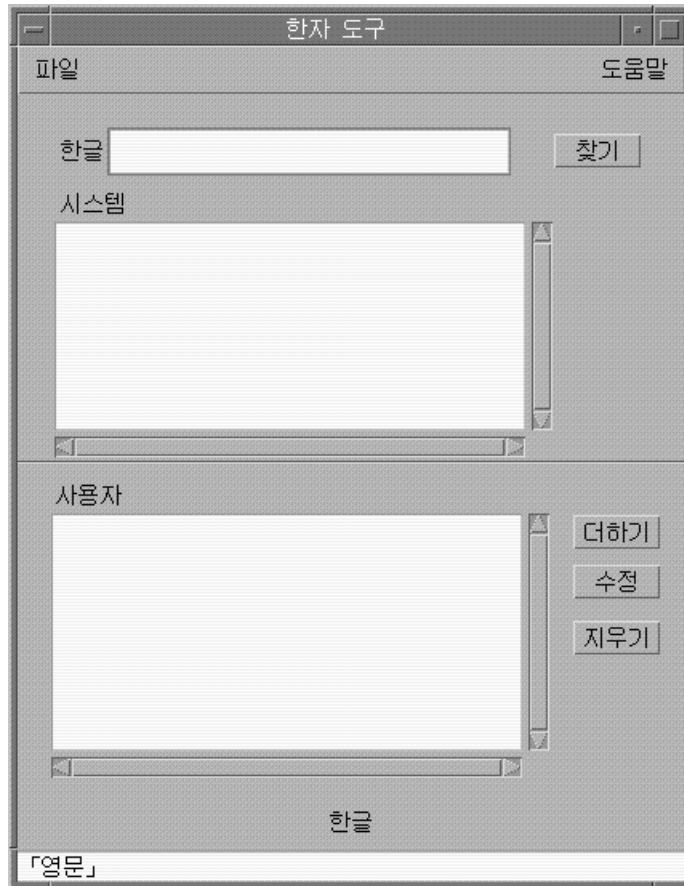 한자 도구
파일 도움말
한글 찾기
시스템
사용자
더하기
수정
지우기
한글
「영문」